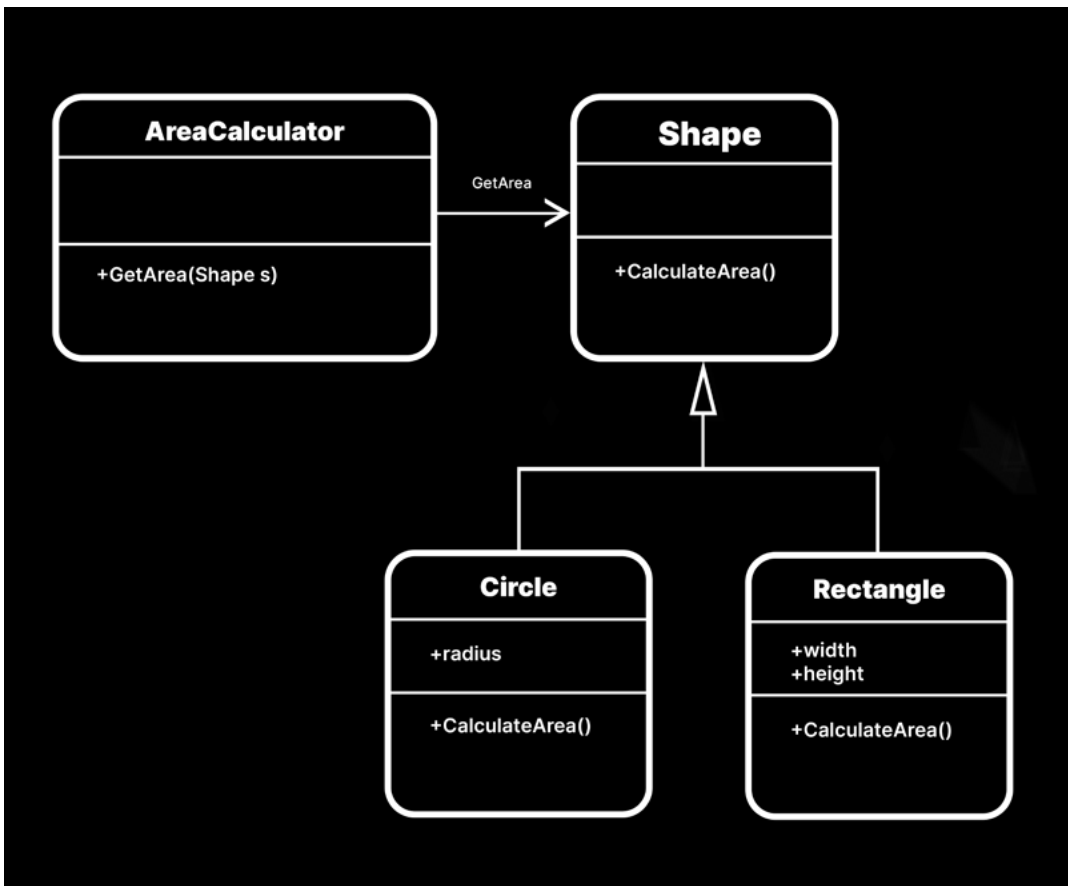 AreaCalculator
+GetArea(Shape s)
GetArea
Shape
+CalculateArea()
Circle
+radius
+CalculateArea()
Rectangle
+width
+height
+CalculateArea()